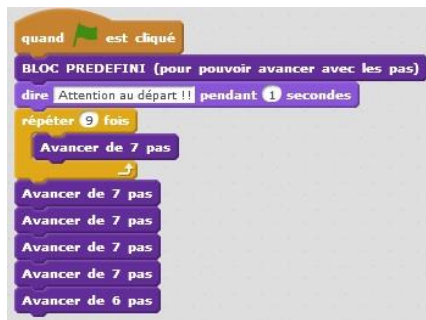 quand est cliqué
BLOC PREDEFINI (pour pouvoir avancer avec les pas)
dire Attention au départ !! pendant 1 secondes
répéter 9 fois
Avancer de 7 pas
Avancer de 7 pas
Avancer de 7 pas
Avancer de 7 pas
Avancer de 7 pas
Avancer de 6 pas